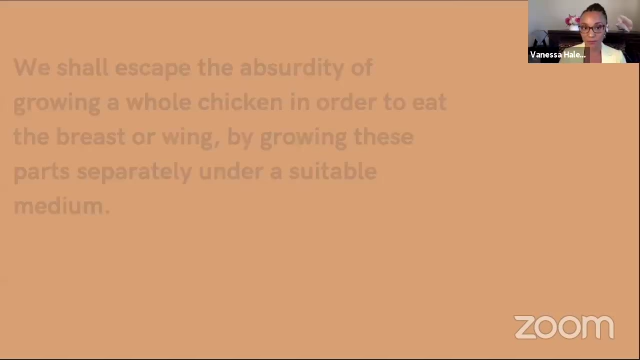 We shall escape the absurdity of
growing a whole chicken in order to eat
the breast or wing, by growing these
parts separately under a suitable
medium.
Vanessa Hale...
zoom